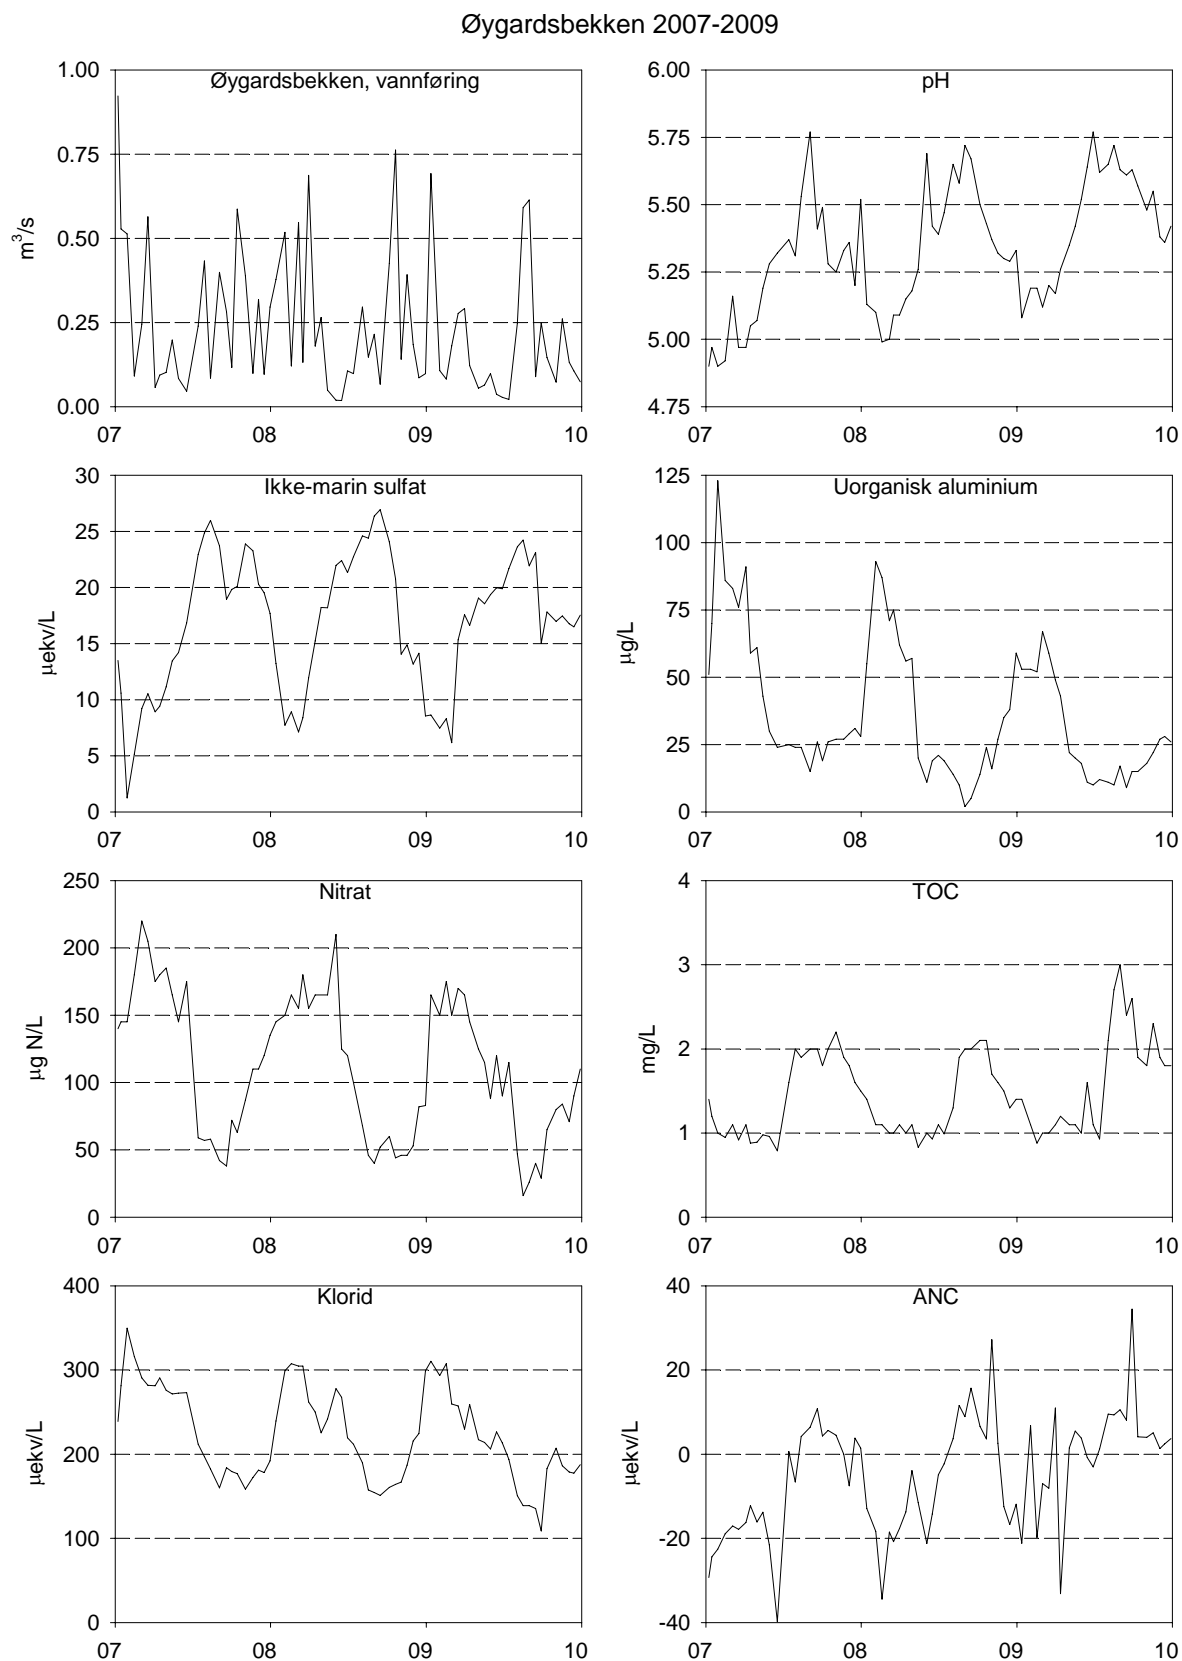 Øygardsbekken 2007-2009
Øygardsbekken, vannføring
m³/s
1.00
0.75
0.50
0.25
0.00
07 08 09 10
pH
6.00
5.75
5.50
5.25
5.00
4.75
07 08 09 10
Ikke-marin sulfat
µekv/L
30
25
20
15
10
5
0
07 08 09 10
Uorganisk aluminium
µg/L
125
100
75
50
25
0
07 08 09 10
Nitrat
µg N/L
250
200
150
100
50
0
07 08 09 10
TOC
mg/L
4
3
2
1
0
07 08 09 10
Klorid
µekv/L
400
300
200
100
0
07 08 09 10
ANC
µekv/L
40
20
0
-20
-40
07 08 09 10